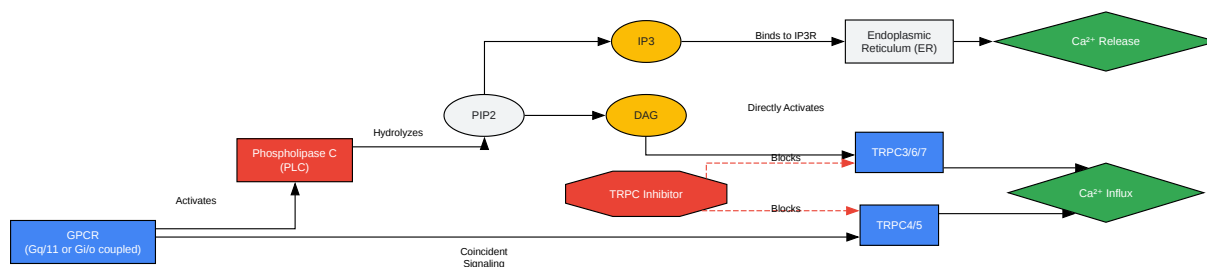 IP3
Binds to IP3R
Endoplasmic
Reticulum (ER)
Ca²⁺ Release
PIP2
DAG
Directly Activates
Hydrolyzes
Phospholipase C
(PLC)
TRPC3/6/7
Blocks
TRPC Inhibitor
Ca²⁺ Influx
Activates
Blocks
TRPC4/5
GPCR
(Gq/11 or Gi/o coupled)
Coincident
Signaling